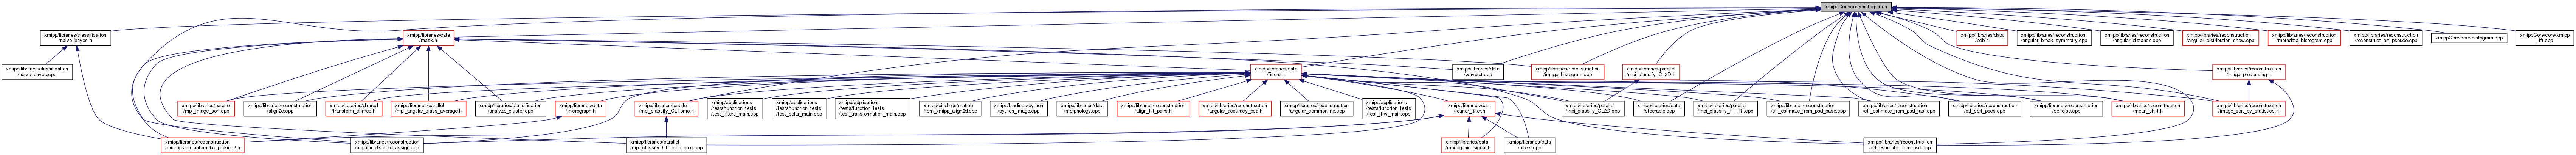 xmippCore/core/histogram.h
xmipp/libraries/classification
/naive_bayes.h
xmipp/libraries/data
/mask.h
xmipp/libraries/data
/pdb.h
xmipp/libraries/reconstruction
/angular_break_symmetry.cpp
xmipp/libraries/reconstruction
/angular_distance.cpp
xmipp/libraries/reconstruction
/angular_distribution_show.cpp
xmipp/libraries/reconstruction
/metadata_histogram.cpp
xmipp/libraries/reconstruction
/reconstruct_art_pseudo.cpp
xmippCore/core/histogram.cpp
xmippCore/core/xmipp
_fft.cpp
xmipp/libraries/classification
/naive_bayes.cpp
xmipp/libraries/data
/filters.h
xmipp/libraries/data
/wavelet.cpp
xmipp/libraries/reconstruction
/image_histogram.cpp
xmipp/libraries/parallel
/mpi_classify_CL2D.h
xmipp/libraries/reconstruction
/fringe_processing.h
xmipp/libraries/parallel
/mpi_image_sort.cpp
xmipp/libraries/reconstruction
/align2d.cpp
xmipp/libraries/dimred
/transform_dimred.h
xmipp/libraries/parallel
/mpi_angular_class_average.h
xmipp/libraries/classification
/analyze_cluster.cpp
xmipp/libraries/data
/micrograph.h
xmipp/libraries/parallel
/mpi_classify_CLTomo.h
xmipp/applications
/tests/function_tests
/test_filters_main.cpp
xmipp/applications
/tests/function_tests
/test_polar_main.cpp
xmipp/applications
/tests/function_tests
/test_transformation_main.cpp
xmipp/bindings/matlab
/tom_xmipp_align2d.cpp
xmipp/bindings/python
/python_image.cpp
xmipp/libraries/data
/morphology.cpp
xmipp/libraries/reconstruction
/align_tilt_pairs.h
xmipp/libraries/reconstruction
/angular_accuracy_pca.h
xmipp/libraries/reconstruction
/angular_commonline.cpp
xmipp/applications
/tests/function_tests
/test_fftw_main.cpp
xmipp/libraries/data
/fourier_filter.h
xmipp/libraries/parallel
/mpi_classify_CL2D.cpp
xmipp/libraries/data
/steerable.cpp
xmipp/libraries/parallel
/mpi_classify_FTTRI.cpp
xmipp/libraries/reconstruction
/ctf_estimate_from_psd_base.cpp
xmipp/libraries/reconstruction
/ctf_estimate_from_psd_fast.cpp
xmipp/libraries/reconstruction
/ctf_sort_psds.cpp
xmipp/libraries/reconstruction
/denoise.cpp
xmipp/libraries/reconstruction
/mean_shift.h
xmipp/libraries/reconstruction
/image_sort_by_statistics.h
xmipp/libraries/reconstruction
/micrograph_automatic_picking2.h
xmipp/libraries/reconstruction
/angular_discrete_assign.cpp
xmipp/libraries/parallel
/mpi_classify_CLTomo_prog.cpp
xmipp/libraries/data
/monogenic_signal.h
xmipp/libraries/data
/filters.cpp
xmipp/libraries/reconstruction
/ctf_estimate_from_psd.cpp